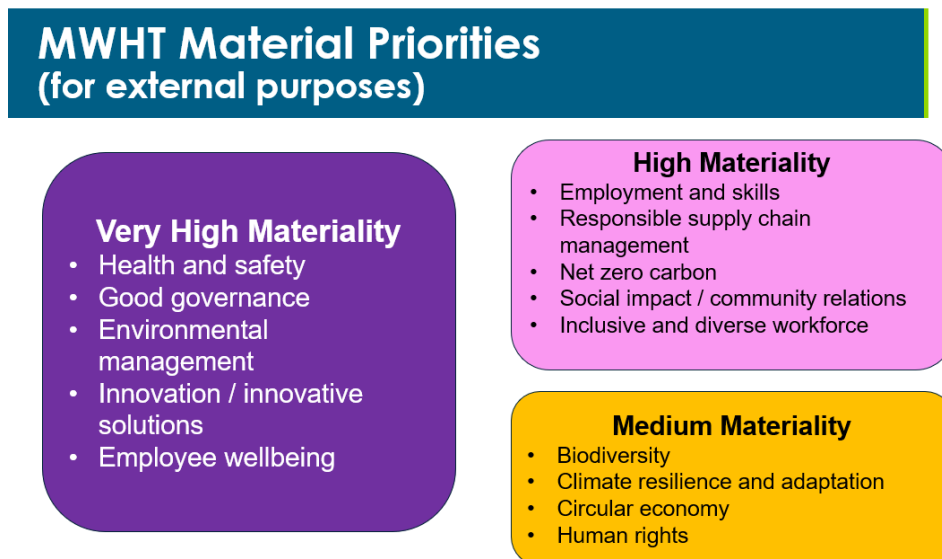 MWHT Material Priorities
(for external purposes)
Very High Materiality
• Health and safety
• Good governance
• Environmental
management
• Innovation / innovative
solutions
• Employee wellbeing
High Materiality
• Employment and skills
• Responsible supply chain
management
• Net zero carbon
• Social impact / community relations
• Inclusive and diverse workforce
Medium Materiality
• Biodiversity
• Climate resilience and adaptation
• Circular economy
• Human rights